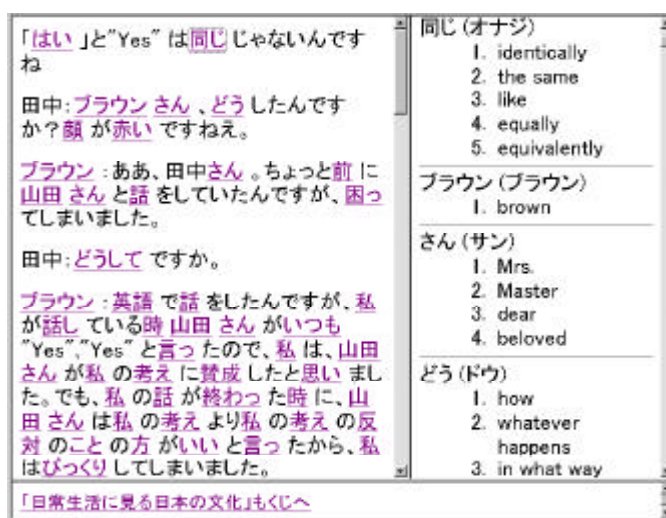 「はい 」と"Yes" は同じ じゃないんです
ね
田中:ブラウン さん 、どう したんです
か?顔 が赤い ですねえ。
ブラウン :ああ、田中さん 。ちょっと前 に
山田 さん と話 をしていたんですが、困っ
てしまいました。
田中:どうして ですか。
ブラウン :英語 で話 をしたんですが、私
が話し ている時 山田 さん がいつも
"Yes","Yes" と言っ たので、私 は、山田
さん が私 の考え に賛成 したと思い まし
た。でも、私 の話 が終わっ た時 に、山
田 さん は私 の考え より私 の考え の反
対 のこと の方 がいい と言っ たから、私
はびっくり してしまいました。
同じ (オナジ)
1. identically
2. the same
3. like
4. equally
5. equivalently
ブラウン (ブラウン)
1. brown
さん (サン)
1. Mrs.
2. Master
3. dear
4. beloved
どう (ドウ)
1. how
2. whatever
happens
3. in what way
「日常生活に見る日本の文化」もくじへ